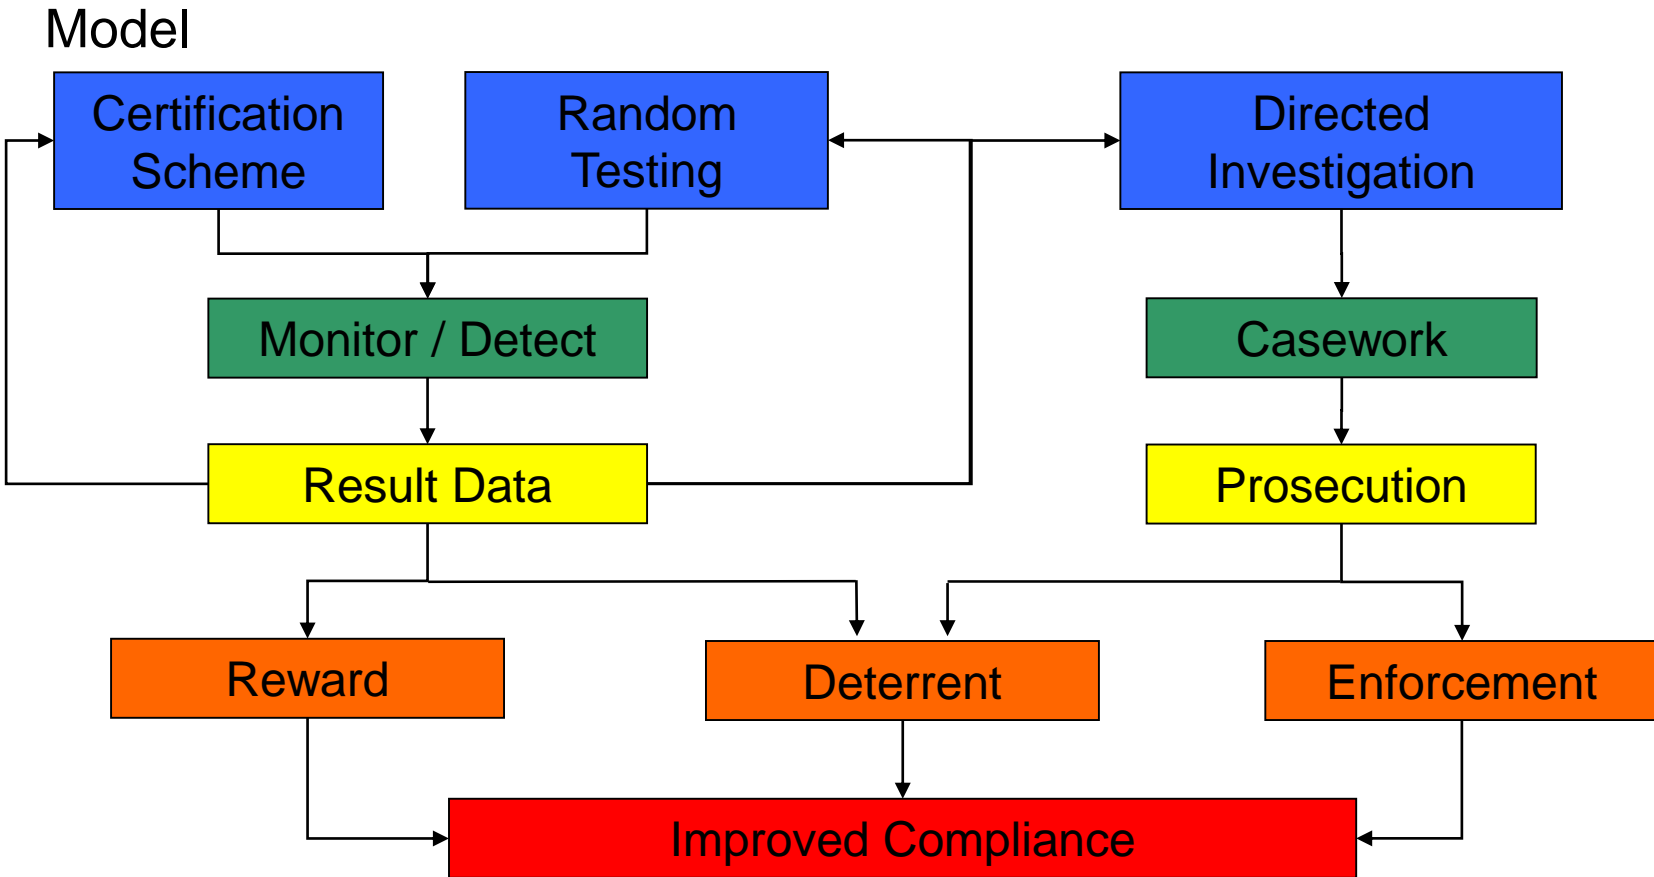 Model
Certification
Scheme
Random
Testing
Directed
Investigation
Monitor / Detect
Casework
Result Data
Prosecution
Reward
Deterrent
Enforcement
Improved Compliance